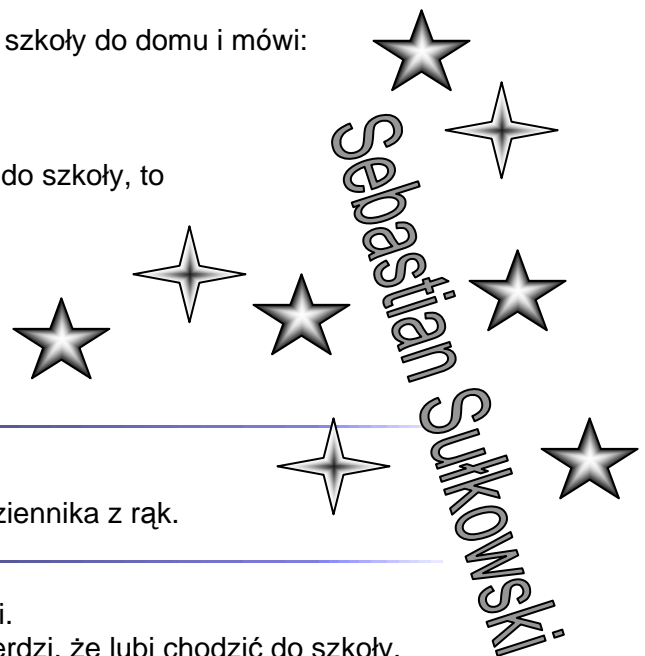 szkoły do domu i mówi:
do szkoły, to
Sebastian Sułkowski
ziennika z rąk.
i.
erdzi, że lubi chodzić do szkoły.